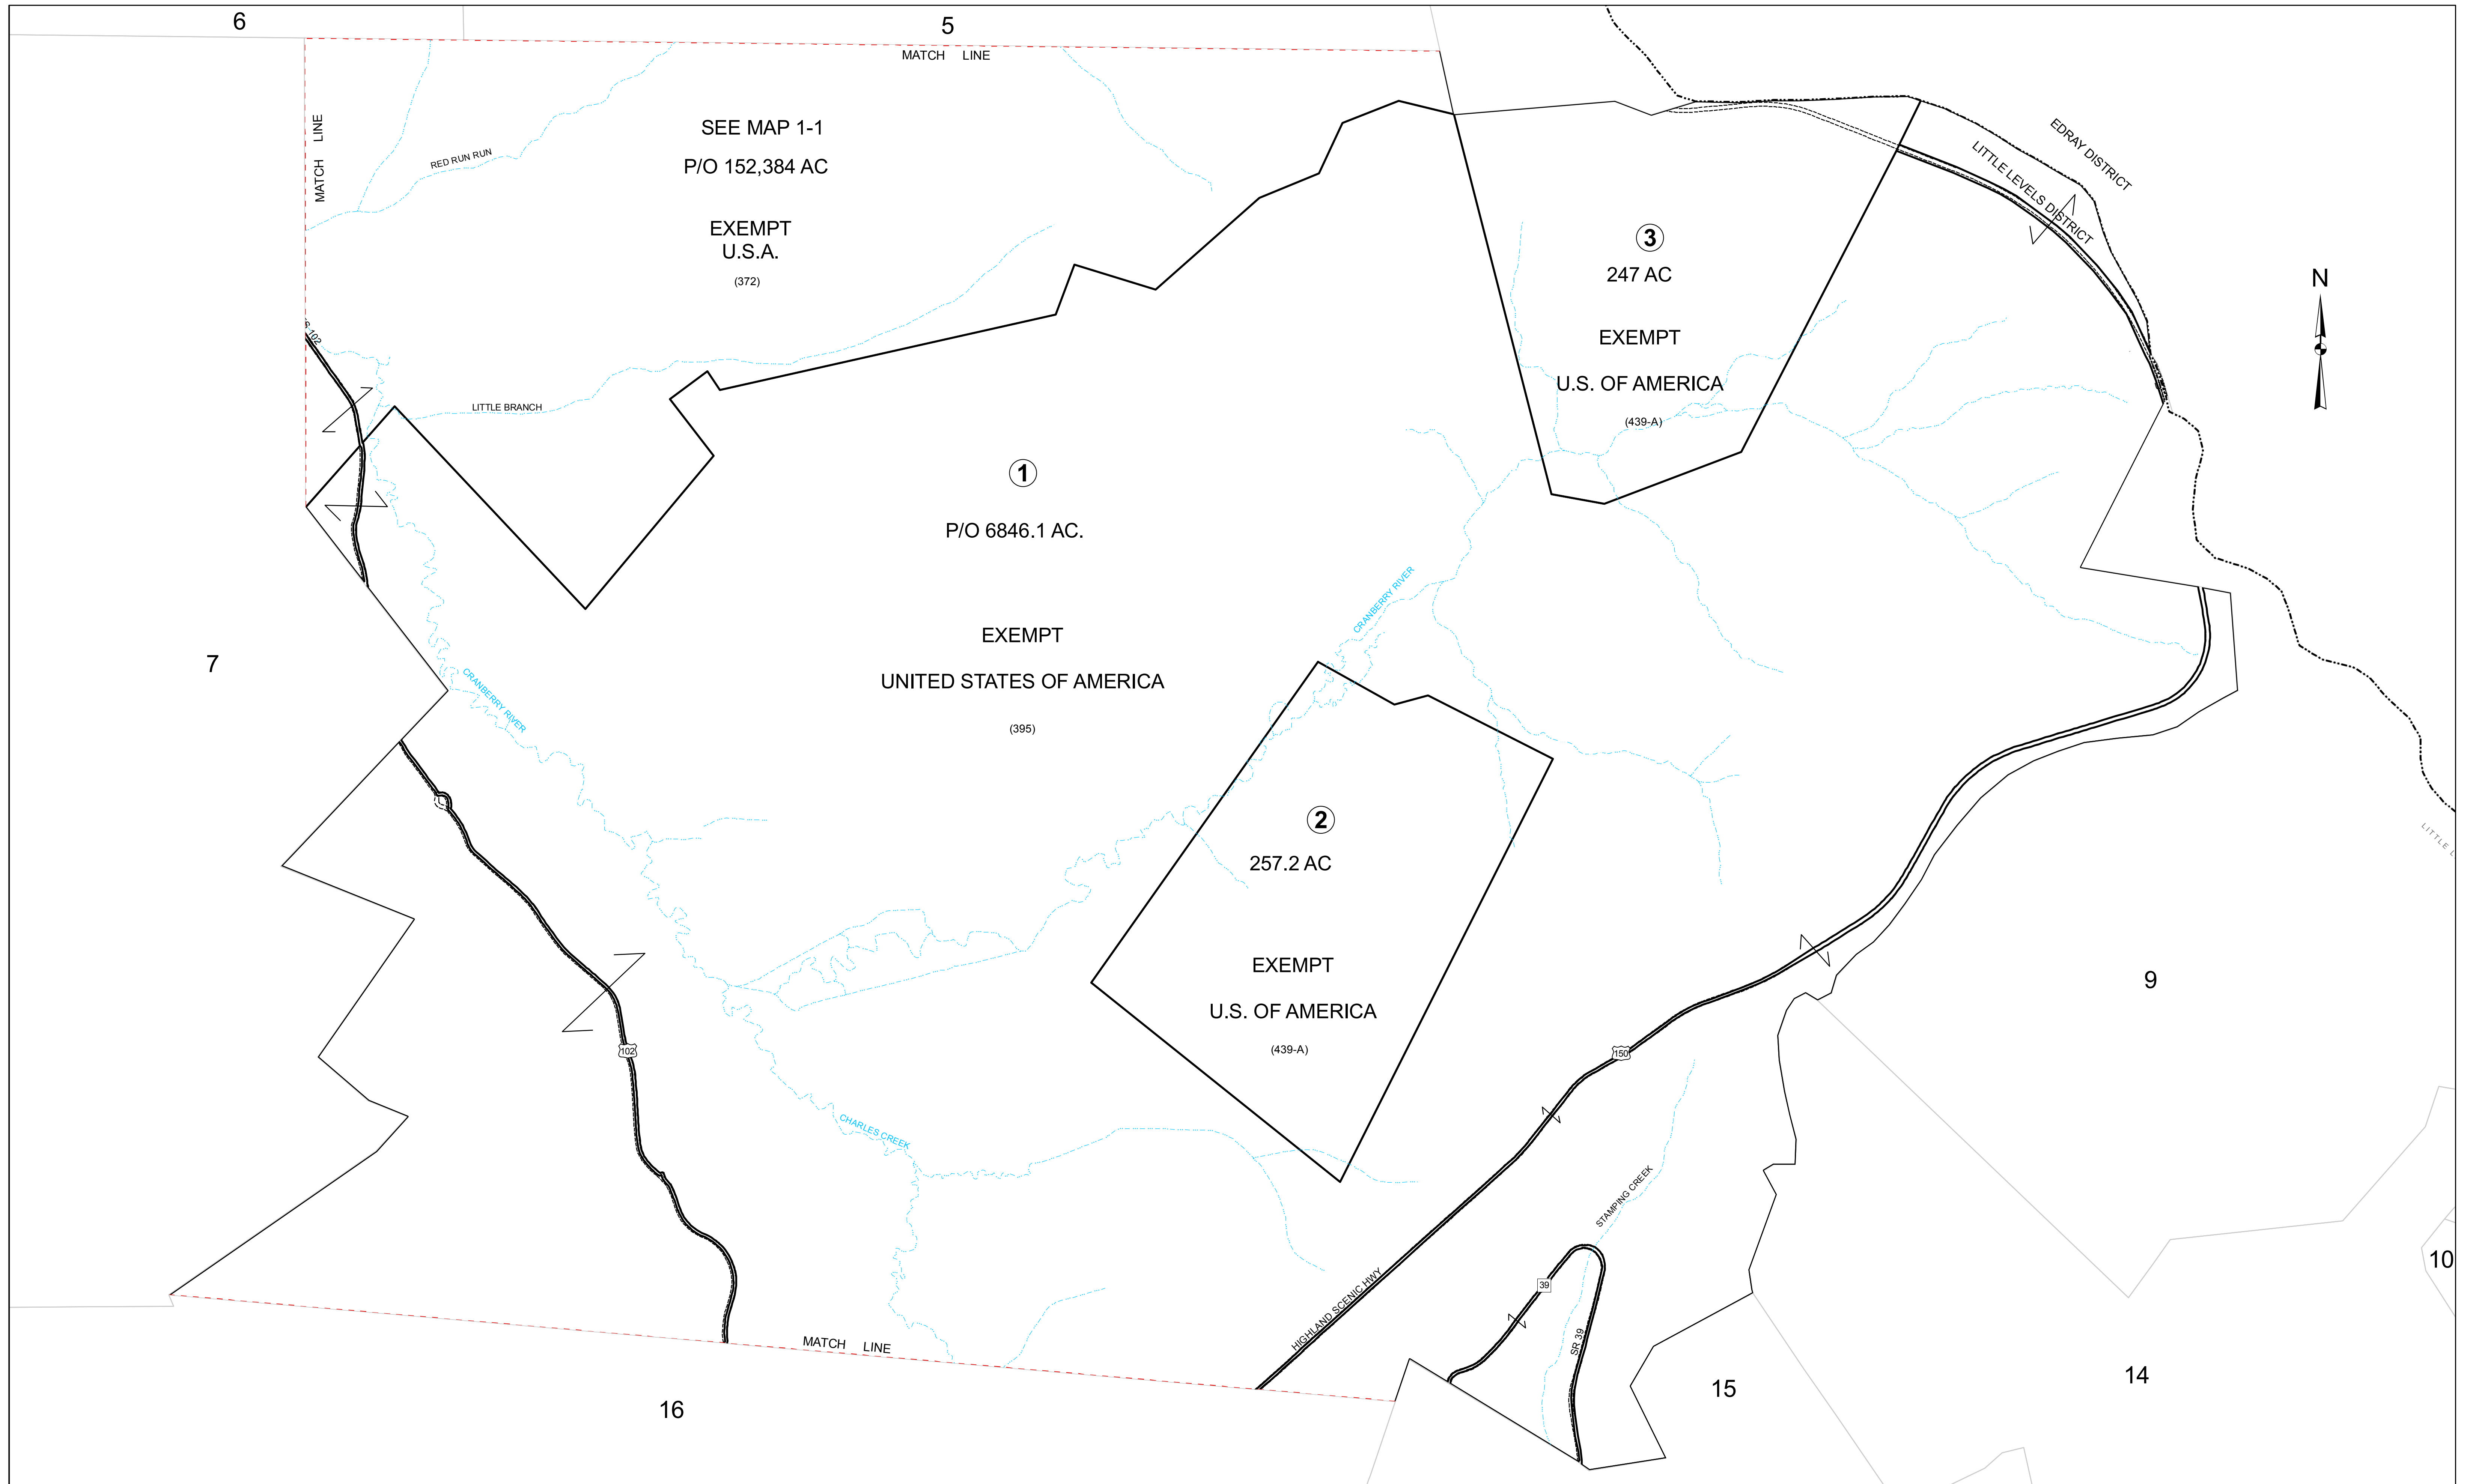 6
5
MATCH LINE
MATCH LINE
SEE MAP 1-1
P/O 152,384 AC
EXEMPT
U.S.A.
(372)
RED RUN RUN
EDRAY DISTRICT
LITTLE LEVELS DISTRICT
3
247 AC
EXEMPT
U.S. OF AMERICA
(439-A)
N
102
LITTLE BRANCH
1
P/O 6846.1 AC.
EXEMPT
UNITED STATES OF AMERICA
(395)
CRANBERRY RIVER
7
CRANBERRY RIVER
2
257.2 AC
EXEMPT
U.S. OF AMERICA
(439-A)
LITTLE
9
102
150
CHARLES CREEK
STAMPING CREEK
10
39
HIGHLAND SCENIC HWY
SR 39
MATCH LINE
14
15
16